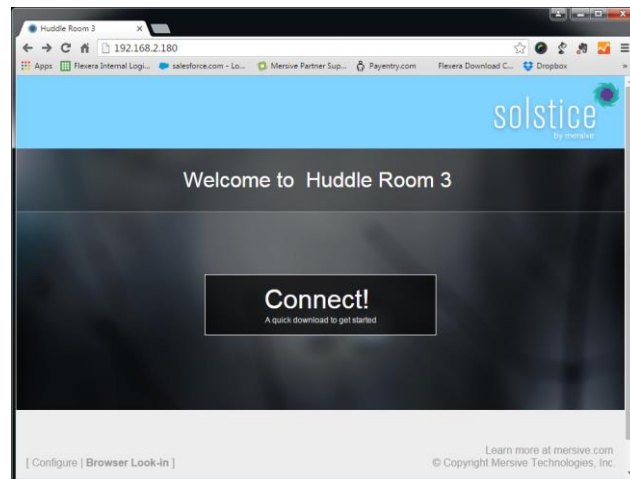 Huddle Room 3
192.168.2.180
Apps Flexera Internal Logi... salesforce.com - Lo... Mersive Partner Sup... Payentry.com Flexera Download C... Dropbox »
solstice
by mersive
Welcome to Huddle Room 3
Connect!
A quick download to get started
Learn more at mersive.com
[ Configure | Browser Look-in ] © Copyright Mersive Technologies, Inc.